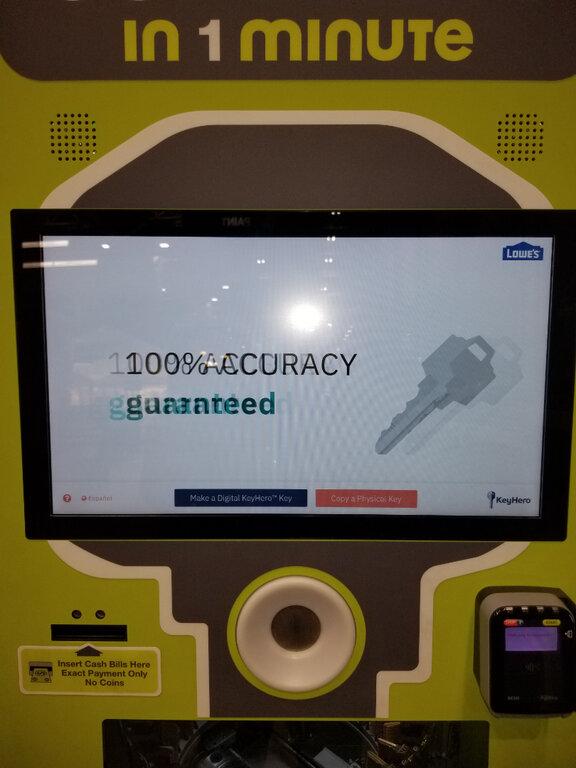 in 1 minute
LOWE'S
100% ACCURACY
guaranteed
? Español
Make a Digital KeyHero™ Key
Copy a Physical Key
KeyHero
Insert Cash Bills Here
Exact Payment Only
No Coins